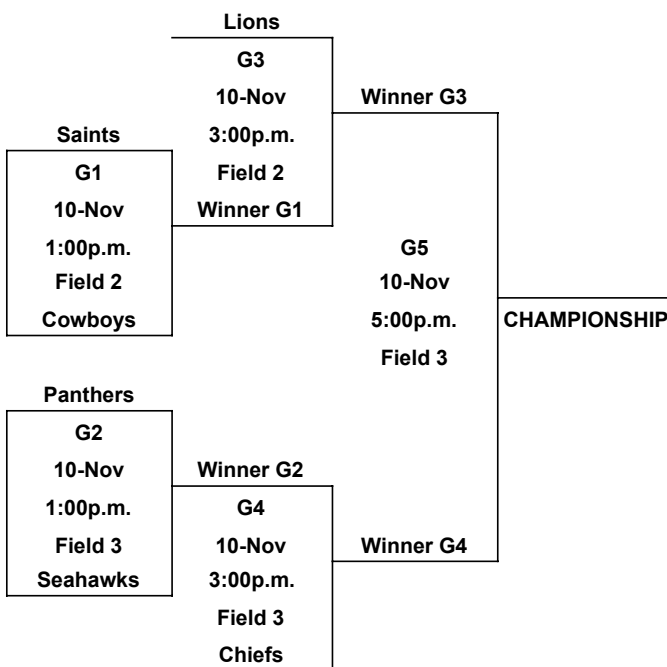 Lions
G3
10-Nov
3:00p.m.
Field 2
Winner G1
Winner G3
Saints
G1
10-Nov
1:00p.m.
Field 2
Cowboys
G5
10-Nov
5:00p.m.
Field 3
CHAMPIONSHIP
Panthers
G2
10-Nov
1:00p.m.
Field 3
Seahawks
Winner G2
G4
10-Nov
3:00p.m.
Field 3
Chiefs
Winner G4